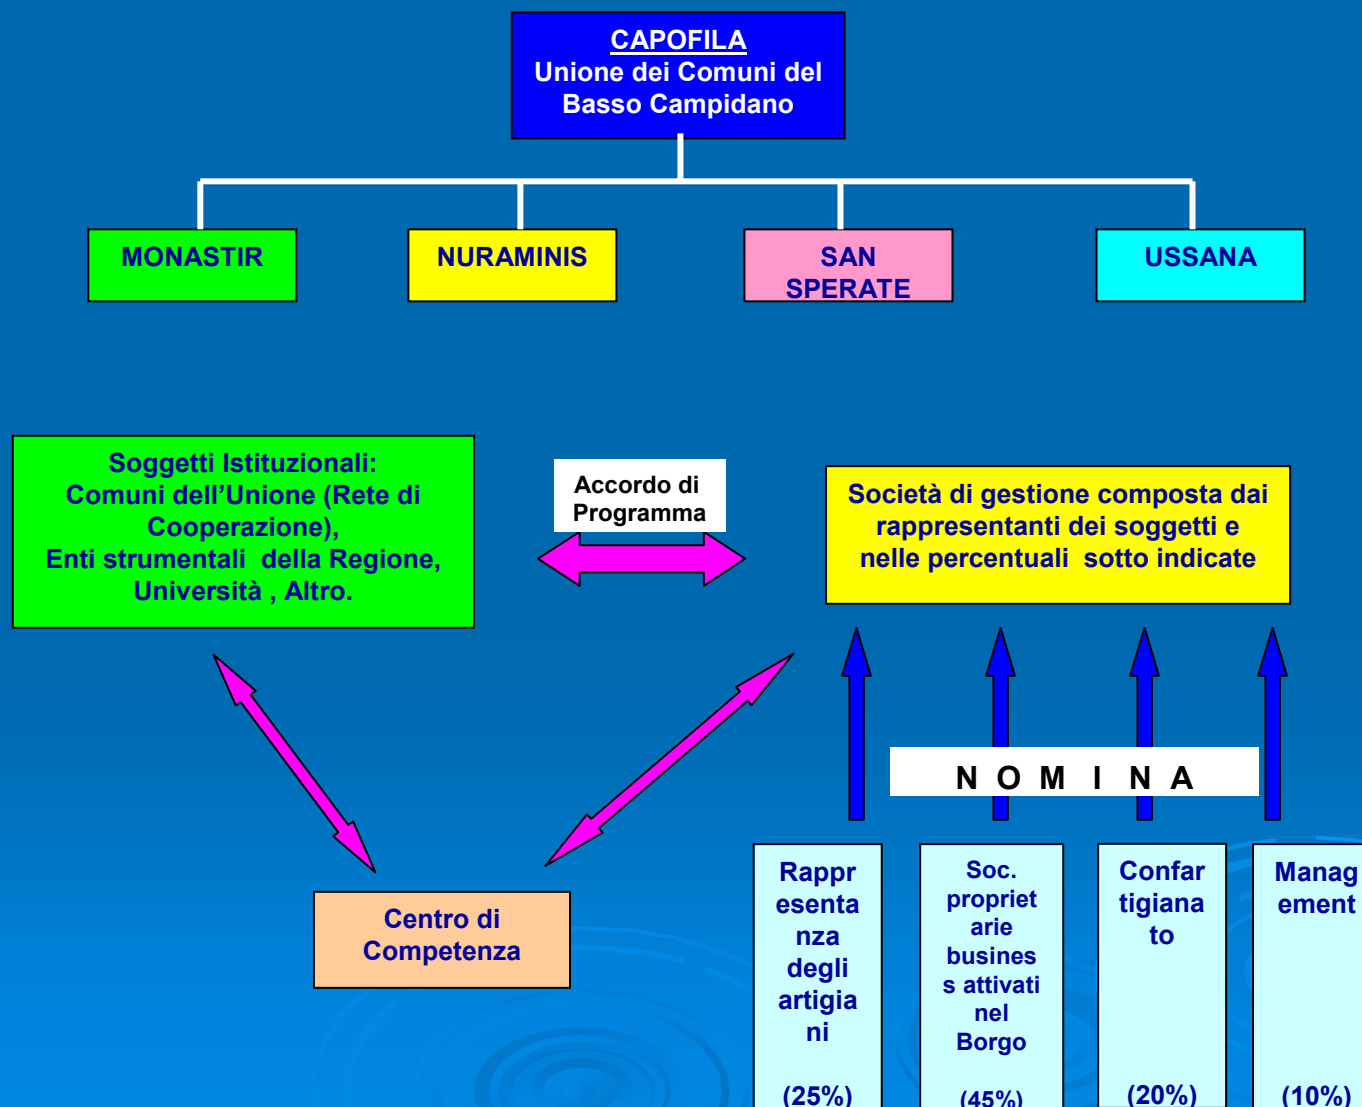 CAPOFILA
Unione dei Comuni del
Basso Campidano
MONASTIR
NURAMINIS
SAN
SPERATE
USSANA
Soggetti Istituzionali:
Comuni dell’Unione (Rete di
Cooperazione),
Enti strumentali della Regione,
Università , Altro.
Accordo di
Programma
Società di gestione composta dai
rappresentanti dei soggetti e
nelle percentuali sotto indicate
N O M I N A
Centro di
Competenza
Rappr
esenta
nza
degli
artigia
ni
(25%)
Soc.
propriet
arie
busines
s attivati
nel
Borgo
(45%)
Confar
tigiana
to
(20%)
Manag
ement
(10%)